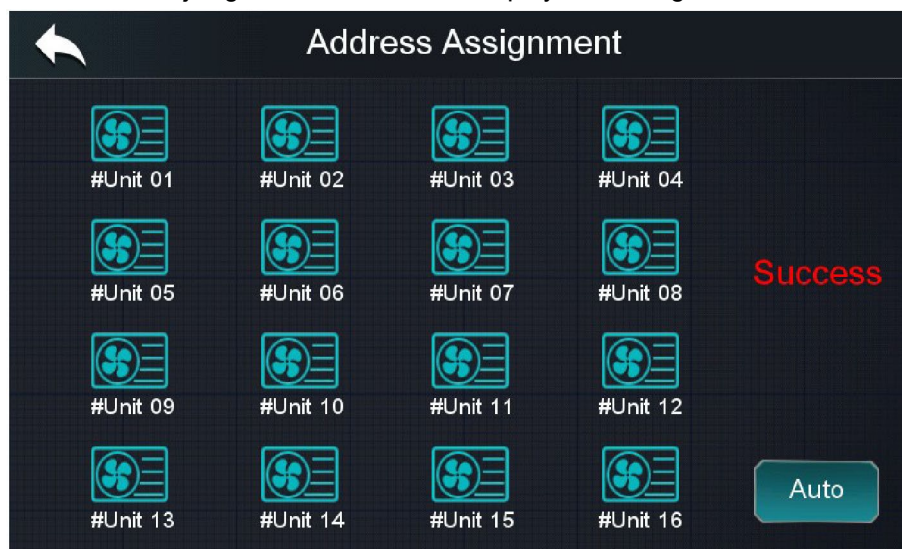 Address Assignment
#Unit 01 #Unit 02 #Unit 03 #Unit 04
#Unit 05 #Unit 06 #Unit 07 #Unit 08
Success
#Unit 09 #Unit 10 #Unit 11 #Unit 12
#Unit 13 #Unit 14 #Unit 15 #Unit 16
Auto